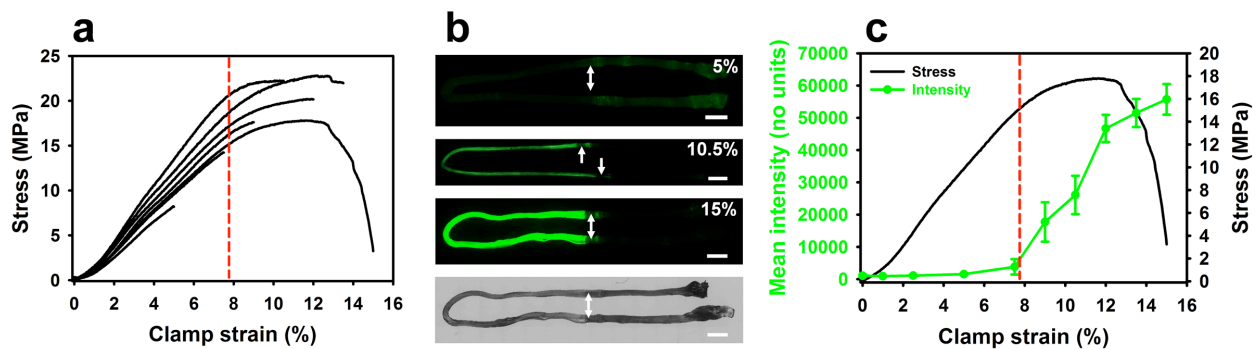 a
25
20
15
10
5
0
Stress (MPa)
0 2 4 6 8 10 12 14 16
Clamp strain (%)
b
5%
10.5%
15%
c
Mean intensity (no units)
70000
60000
50000
40000
30000
20000
10000
0
Stress
Intensity
20
18
16
14
12
10
8
6
4
2
0
Stress (MPa)
0 2 4 6 8 10 12 14 16
Clamp strain (%)